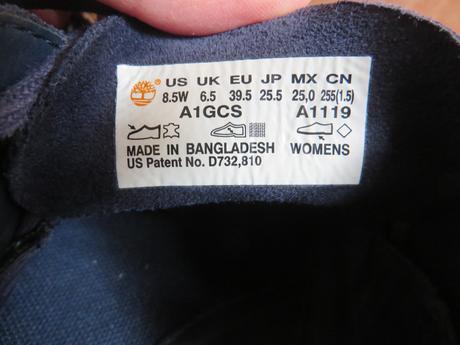 US UK EU JP MX CN
8.5W 6.5 39.5 25.5 25,0 255(1.5)
A1GCS A1119
MADE IN BANGLADESH WOMENS
US Patent No. D732,810